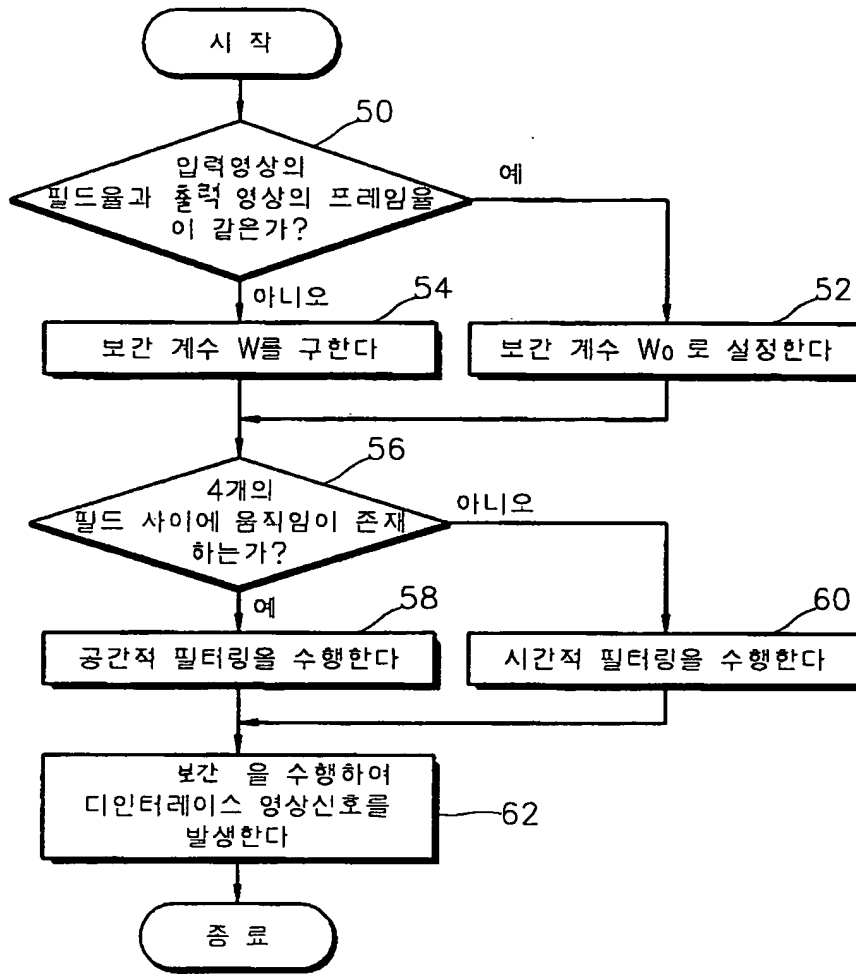 시 작
50
입력영상의
필드율과 출력 영상의 프레임율
이 같은가?
예
아니오
54
보간 계수 W를 구한다
52
보간 계수 W₀ 로 설정한다
56
4개의
필드 사이에 움직임이 존재
하는가?
아니오
예
58
공간적 필터링을 수행한다
60
시간적 필터링을 수행한다
보간 을 수행하여
디인터레이스 영상신호를
발생한다
62
종 료